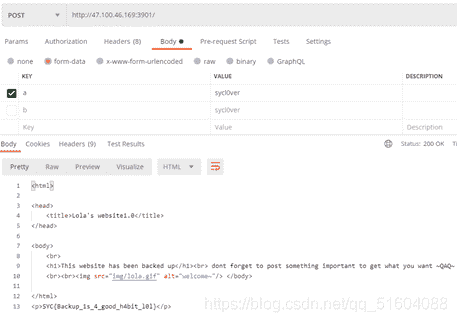 POST http://47.100.46.169:3901/
Params Authorization Headers (8) Body Pre-request Script Tests Settings
none form-data x-www-form-urlencoded raw binary GraphQL
KEY VALUE DESCRIPTION
a sycl0ver
b sycl0ver
Key Value Description
Body Cookies Headers (9) Test Results Status: 200 OK
Pretty Raw Preview Visualize HTML
1 <html>
2
3 <head>
4 <title>Lola's website1.0</title>
5 </head>
6
7 <body>
8 <br>
9 <h1>This website has been backed up</h1><br> dont forget to post something important to get what you want ~QAQ~
10 <br><br><img src="img/lola.gif" alt="welcome~"/> </body>
11
12 </html>
13 <p>SYC{Backup_is_4_good_h4bit_l0l}</p>
https://blog.csdn.net/qq_51604088